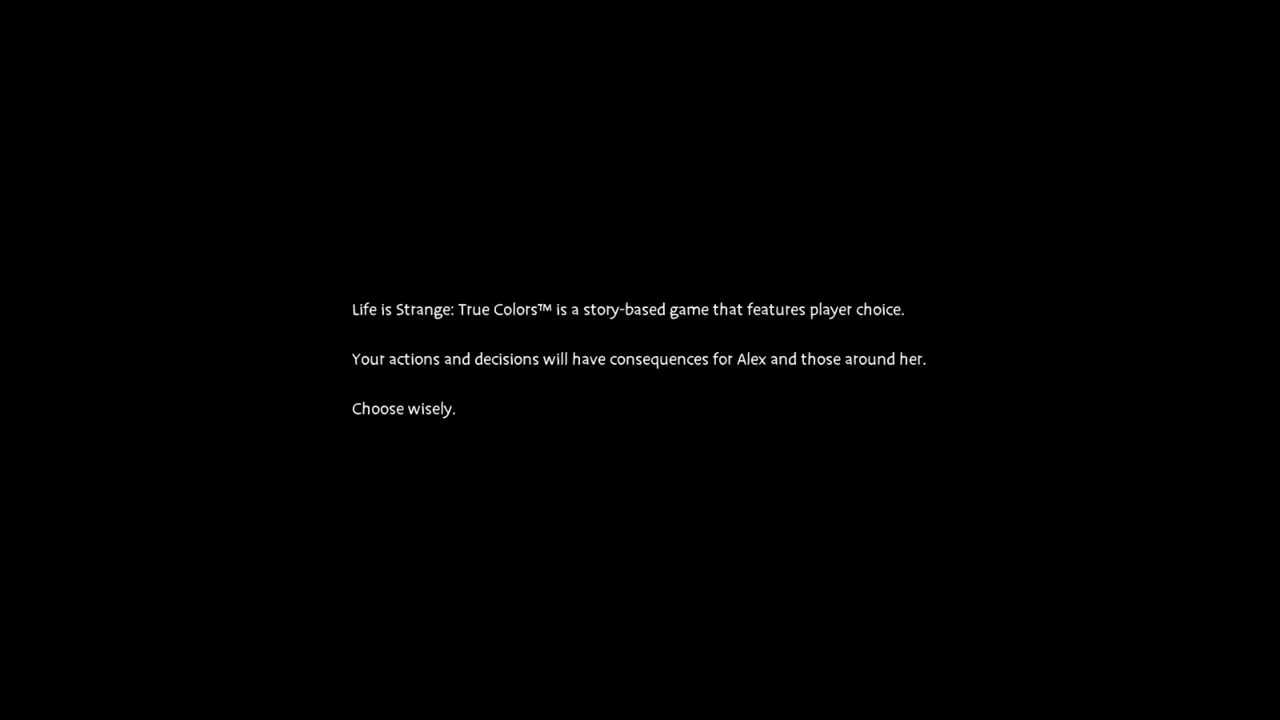 Life is Strange: True Colors™ is a story-based game that features player choice.
Your actions and decisions will have consequences for Alex and those around her.
Choose wisely.